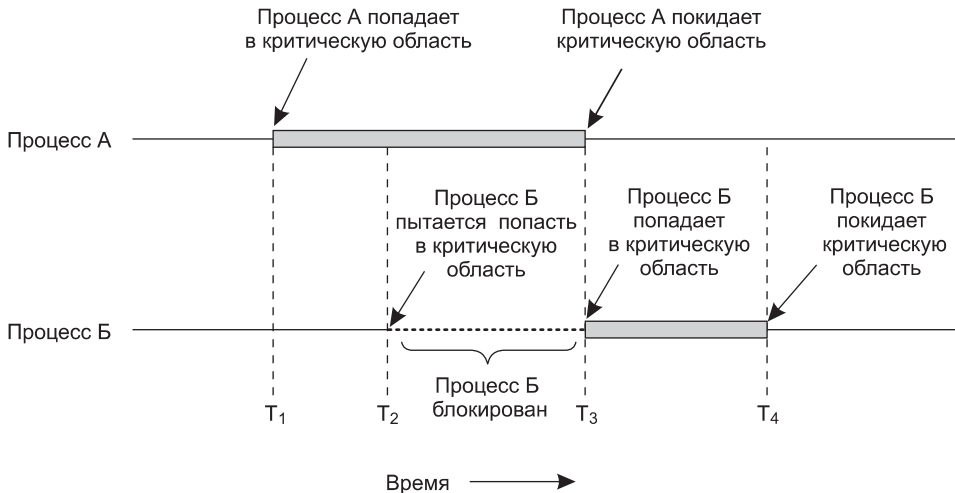 Процесс А попадает
в критическую область
Процесс А покидает
критическую область
Процесс А
Процесс Б
пытается попасть
в критическую
область
Процесс Б
попадает
в критическую
область
Процесс Б
покидает
критическую
область
Процесс Б
Процесс Б
блокирован
T₁
T₂
T₃
T₄
Время